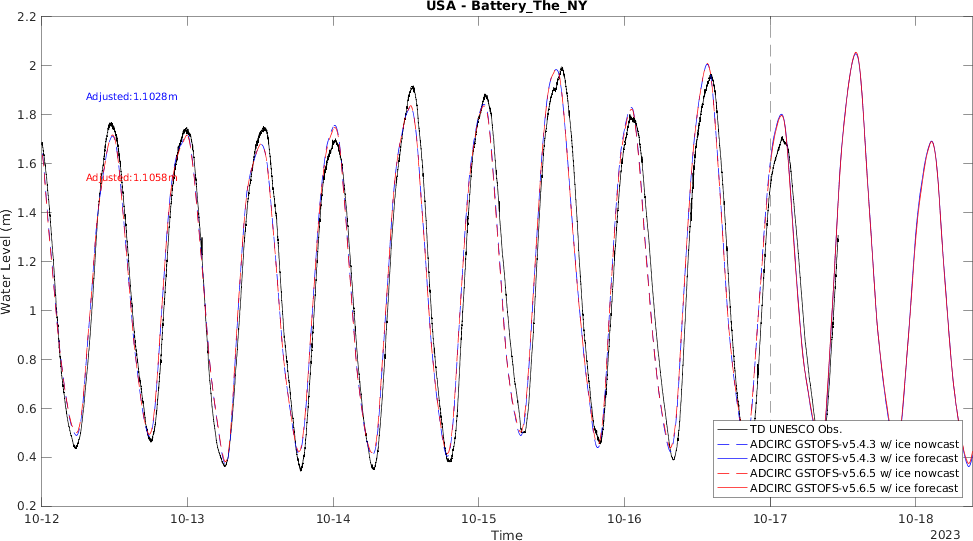 USA - Battery_The_NY
2.2
2
1.8
1.6
1.4
1.2
1
0.8
0.6
0.4
0.2
Water Level (m)
Adjusted:1.1028m
Adjusted:1.1058m
TD UNESCO Obs.
ADCIRC GSTOFS-v5.4.3 w/ ice nowcast
ADCIRC GSTOFS-v5.4.3 w/ ice forecast
ADCIRC GSTOFS-v5.6.5 w/ ice nowcast
ADCIRC GSTOFS-v5.6.5 w/ ice forecast
10-12 10-13 10-14 10-15 10-16 10-17 10-18
Time
2023